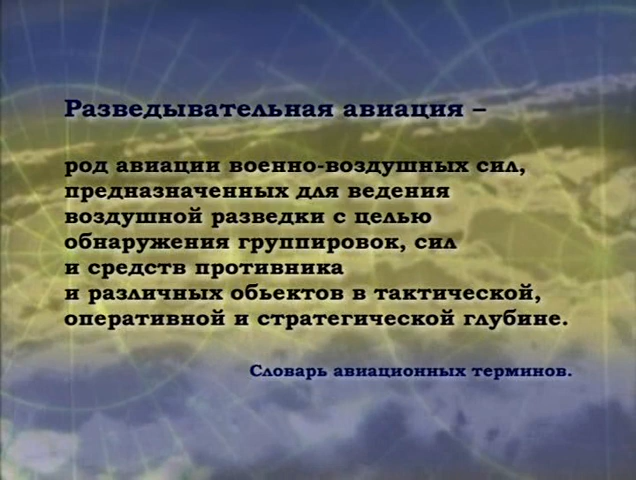 Разведывательная авиация –
род авиации военно-воздушных сил,
предназначенных для ведения
воздушной разведки с целью
обнаружения группировок, сил
и средств противника
и различных обьектов в тактической,
оперативной и стратегической глубине.
Словарь авиационных терминов.